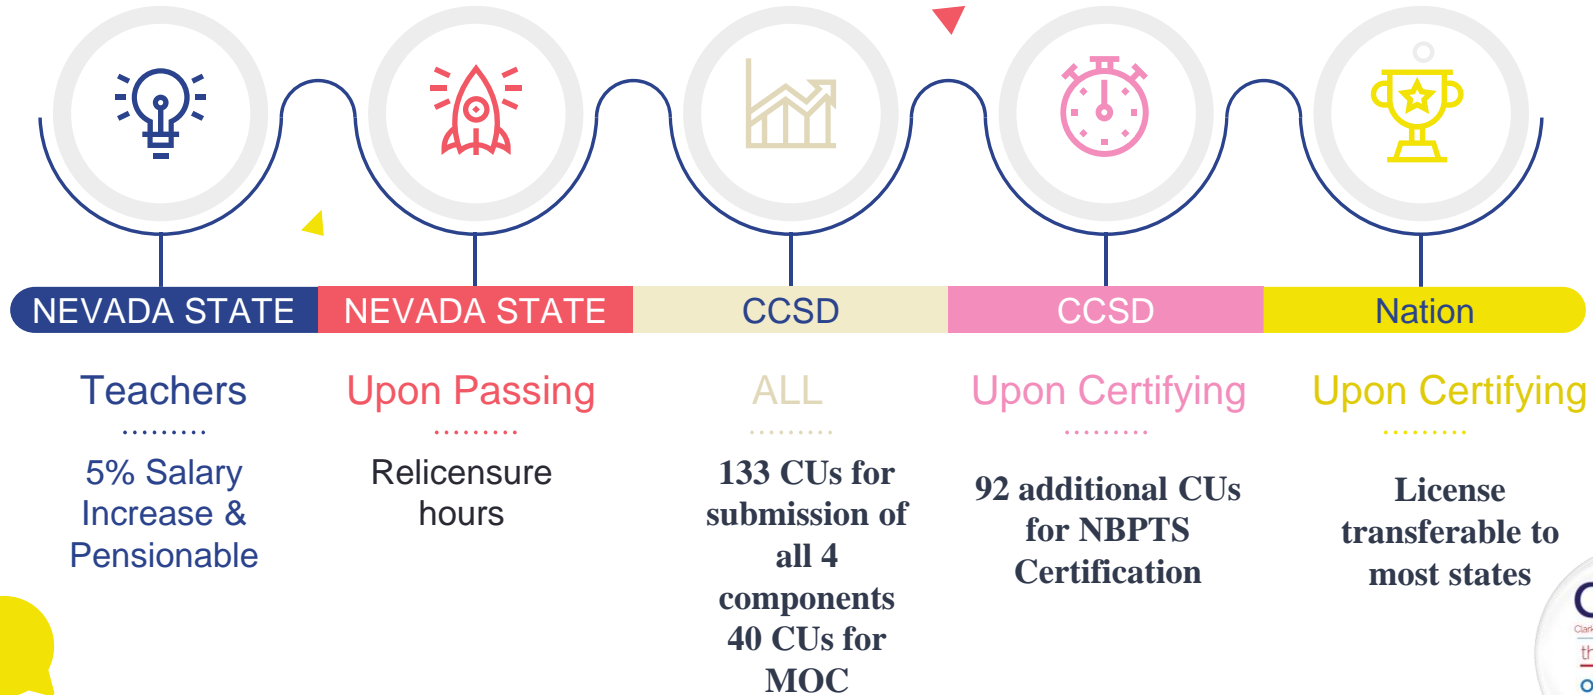 NEVADA STATE
NEVADA STATE
CCSD
CCSD
Nation
Teachers
5% Salary
Increase &
Pensionable
Upon Passing
Relicensure
hours
ALL
133 CUs for
submission of
all 4
components
40 CUs for
MOC
Upon Certifying
92 additional CUs
for NBPTS
Certification
Upon Certifying
License
transferable to
most states